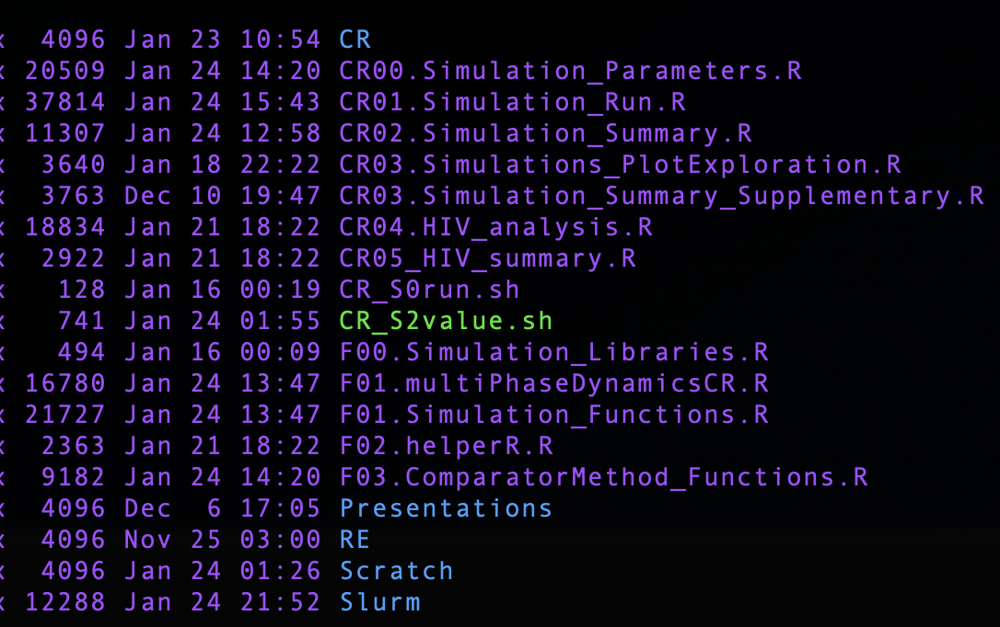 x 4096 Jan 23 10:54 CR
x 20509 Jan 24 14:20 CR00.Simulation_Parameters.R
x 37814 Jan 24 15:43 CR01.Simulation_Run.R
x 11307 Jan 24 12:58 CR02.Simulation_Summary.R
x 3640 Jan 18 22:22 CR03.Simulations_PlotExploration.R
x 3763 Dec 10 19:47 CR03.Simulation_Summary_Supplementary.R
x 18834 Jan 21 18:22 CR04.HIV_analysis.R
x 2922 Jan 21 18:22 CR05_HIV_summary.R
x 128 Jan 16 00:19 CR_S0run.sh
x 741 Jan 24 01:55 CR_S2value.sh
x 494 Jan 16 00:09 F00.Simulation_Libraries.R
x 16780 Jan 24 13:47 F01.multiPhaseDynamicsCR.R
x 21727 Jan 24 13:47 F01.Simulation_Functions.R
x 2363 Jan 21 18:22 F02.helperR.R
x 9182 Jan 24 14:20 F03.ComparatorMethod_Functions.R
x 4096 Dec 6 17:05 Presentations
x 4096 Nov 25 03:00 RE
x 4096 Jan 24 01:26 Scratch
x 12288 Jan 24 21:52 Slurm